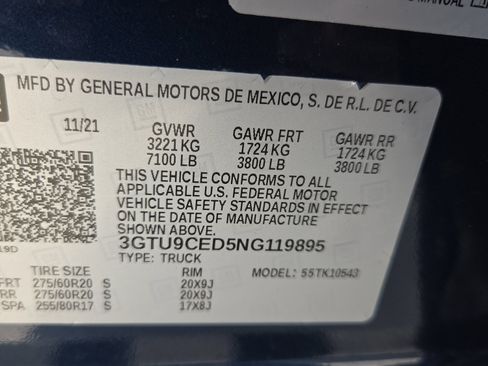 MANUAL
MFD BY GENERAL MOTORS DE MEXICO, S. DE R.L. DE C.V.
11/21 GVWR GAWR FRT GAWR RR
3221 KG 1724 KG 1724 KG
7100 LB 3800 LB 3800 LB
THIS VEHICLE CONFORMS TO ALL
APPLICABLE U.S. FEDERAL MOTOR
VEHICLE SAFETY STANDARDS IN EFFECT
ON THE DATE OF MANUFACTURE
SHOWN ABOVE.
3GTU9CED5NG119895
TYPE: TRUCK MODEL: 55TK10543
TIRE SIZE RIM
FRT 275/60R20 S 20X9J
RR 275/60R20 S 20X9J
SPA 255/80R17 S 17X8J